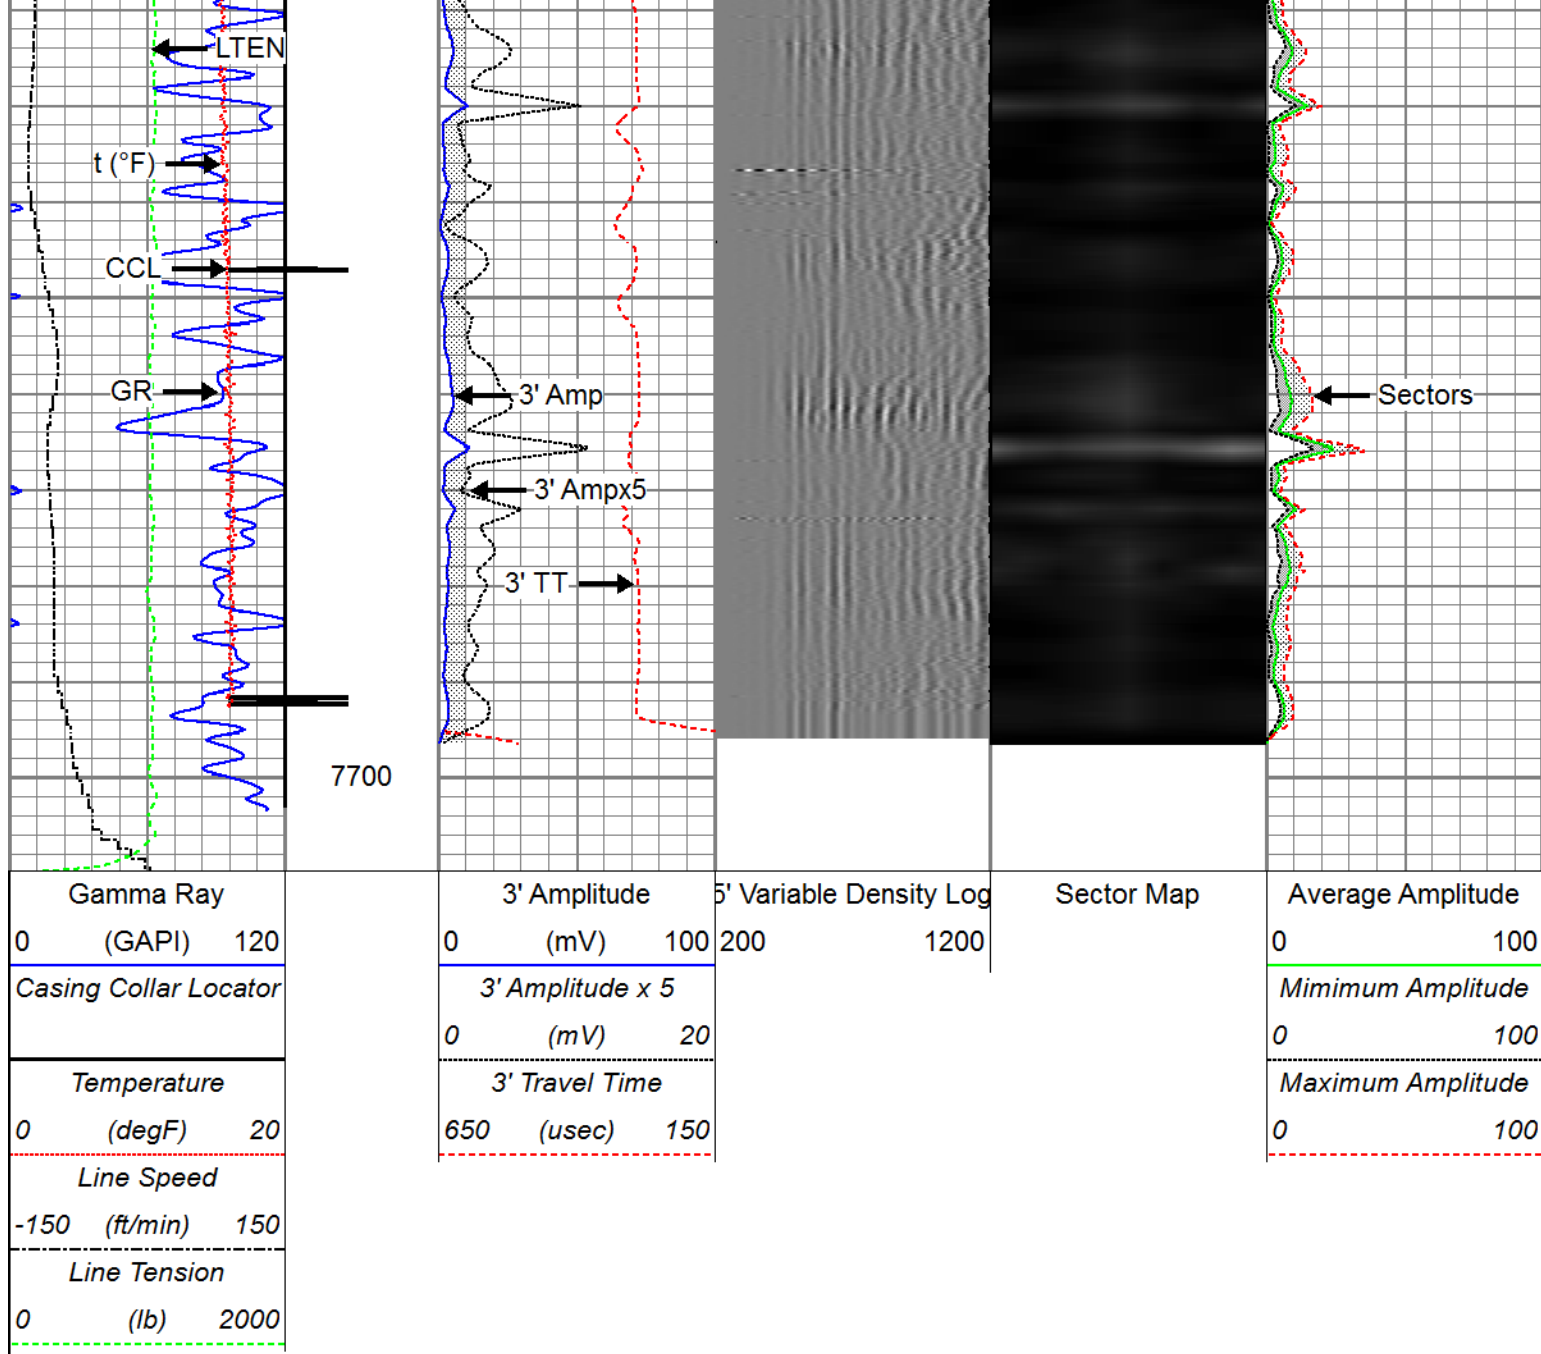 LTEN
t (°F)
CCL
GR
3' Amp
Sectors
3' Ampx5
3' TT
7700
Gamma Ray
0 (GAPI) 120
Casing Collar Locator
Temperature
0 (degF) 20
Line Speed
-150 (ft/min) 150
Line Tension
0 (lb) 2000
3' Amplitude
0 (mV) 100
3' Amplitude x 5
0 (mV) 20
3' Travel Time
650 (usec) 150
5' Variable Density Log
200 1200
Sector Map
Average Amplitude
0 100
Mimimum Amplitude
0 100
Maximum Amplitude
0 100